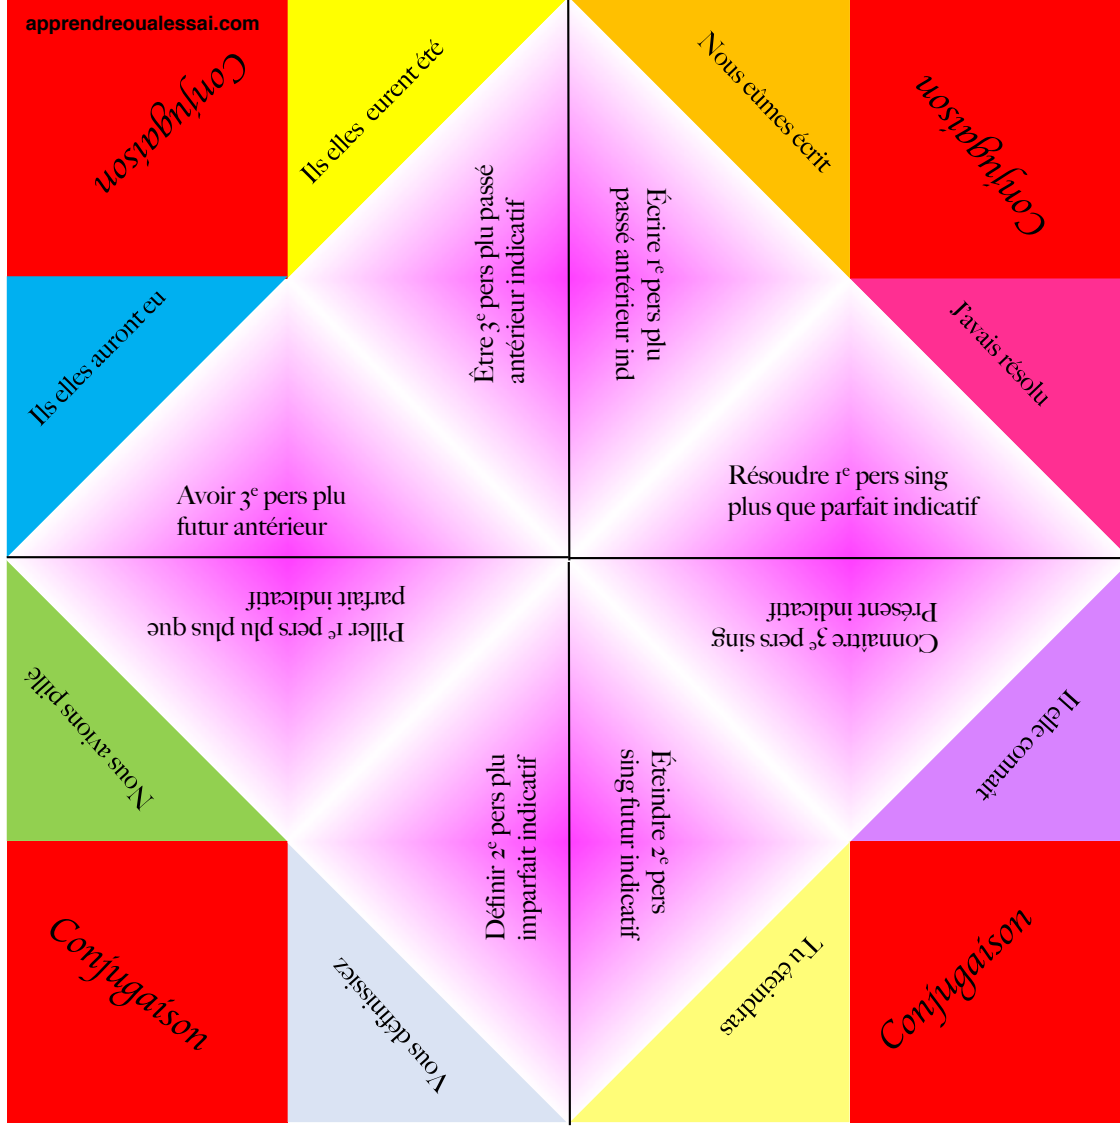 apprendreoualessai.com
Conjugaison
Ils elles eurent été
Nous eûmes écrit
Conjugaison
Être 3e pers plu passé
antérieur indicatif
Écrire 1e pers plu
passé antérieur ind
Ils elles auront eu
J'avais résolu
Avoir 3e pers plu
futur antérieur
Résoudre 1e pers sing
plus que parfait indicatif
Piller 1e pers plu plus que
parfait indicatif
Connaître 3e pers sing
Présent indicatif
Nous avions pillé
Il elle connaît
Définir 2e pers plu
imparfait indicatif
Éteindre 2e pers
sing futur indicatif
Conjugaison
Vous définissiez
Tu éteindras
Conjugaison